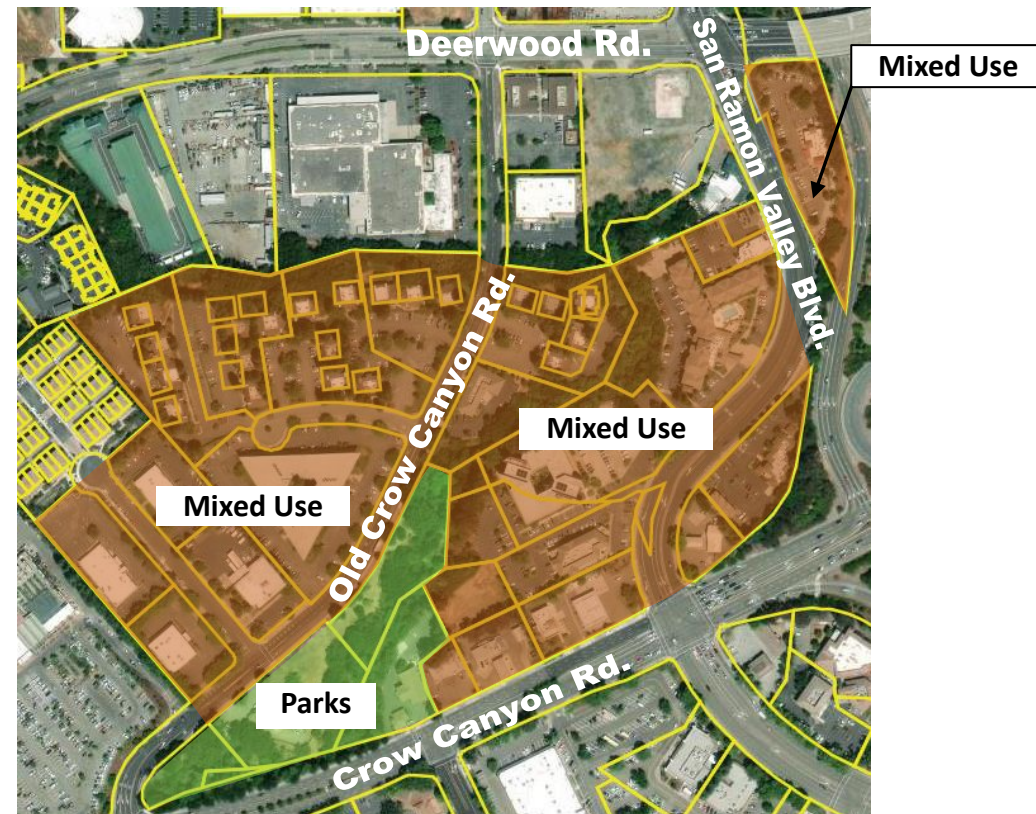 Deerwood Rd.
San Ramon Valley Blvd.
Mixed Use
Old Crow Canyon Rd.
Mixed Use
Mixed Use
Parks
Crow Canyon Rd.